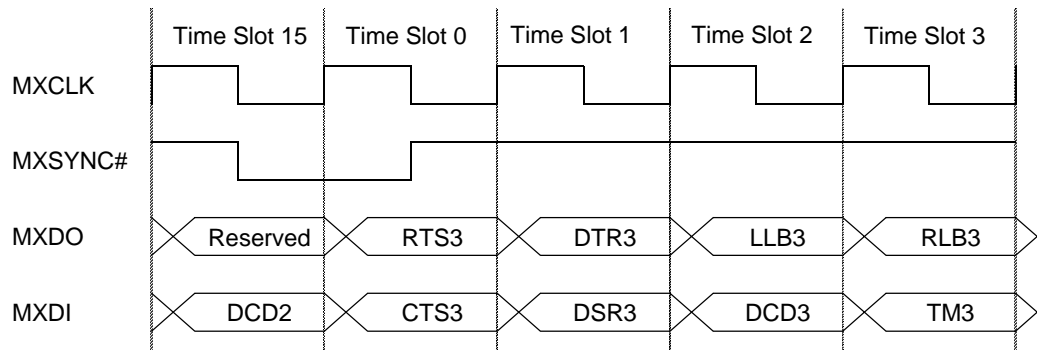 Time Slot 15 Time Slot 0 Time Slot 1 Time Slot 2 Time Slot 3
MXCLK
MXSYNC#
MXDO Reserved RTS3 DTR3 LLB3 RLB3
MXDI DCD2 CTS3 DSR3 DCD3 TM3